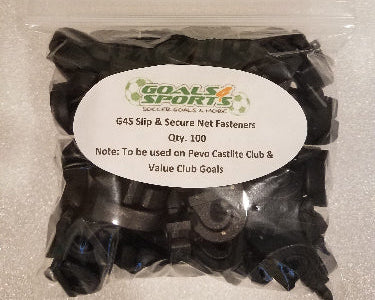 GOALS 4
SPORTS
SOCCER GOALS & MORE
G4S Slip & Secure Net Fasteners
Qty. 100
Note: To be used on Pevo Castlite Club &
Value Club Goals